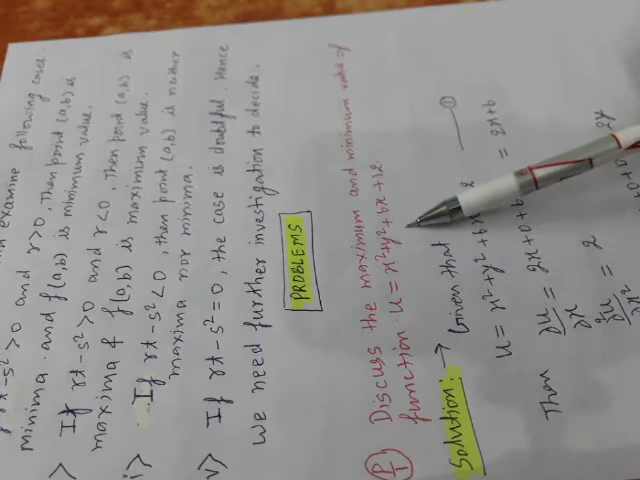 examine following cases
rt-s²>0 and r>0, Then point (a,b) is
minima and f(a,b) is minimum value.
> If rt-s²>0 and r<0, Then point (a,b) is
maxima & f(a,b) is maximum value.
i> If rt-s²<0, then point (a,b) is neither
maxima nor minima.
v) If rt-s²=0, the case is doubtful. Hence
We need further investigation to decide.
PROBLEMS
P/1 Discuss the maximum and minimum value of
function. u=x²+y²+6x+12.
Solution:→ Given that
u=x²+y²+6x 2 —①
Then ∂u/∂x = 2x+0+6 = 2x+6
∂²u/∂x² = 2